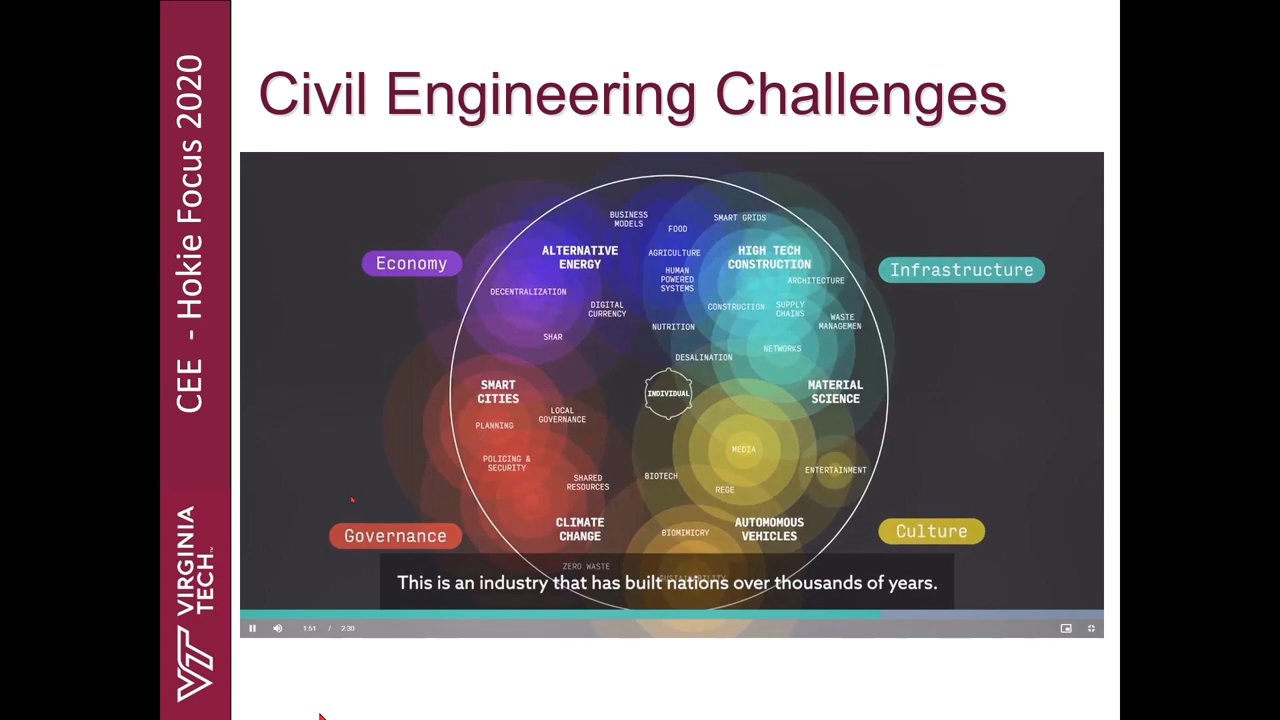 CEE - Hokie Focus 2020
VIRGINIA
TECH™
Civil Engineering Challenges
Economy
Infrastructure
Governance
Culture
BUSINESS
MODELS
FOOD
SMART GRIDS
ALTERNATIVE
ENERGY
AGRICULTURE
HIGH TECH
CONSTRUCTION
HUMAN
POWERED
SYSTEMS
ARCHITECTURE
DECENTRALIZATION
DIGITAL
CURRENCY
CONSTRUCTION
SUPPLY
CHAINS
WASTE
MANAGEMEN
NUTRITION
SHAR
NETWORKS
DESALINATION
SMART
CITIES
INDIVIDUAL
MATERIAL
SCIENCE
LOCAL
GOVERNANCE
PLANNING
MEDIA
POLICING &
SECURITY
ENTERTAINMENT
SHARED
RESOURCES
BIOTECH
REGE
CLIMATE
CHANGE
BIOMIMICRY
AUTOMOMOUS
VEHICLES
ZERO WASTE
SUSTAINABILITY
This is an industry that has built nations over thousands of years.
1:51 / 2:30